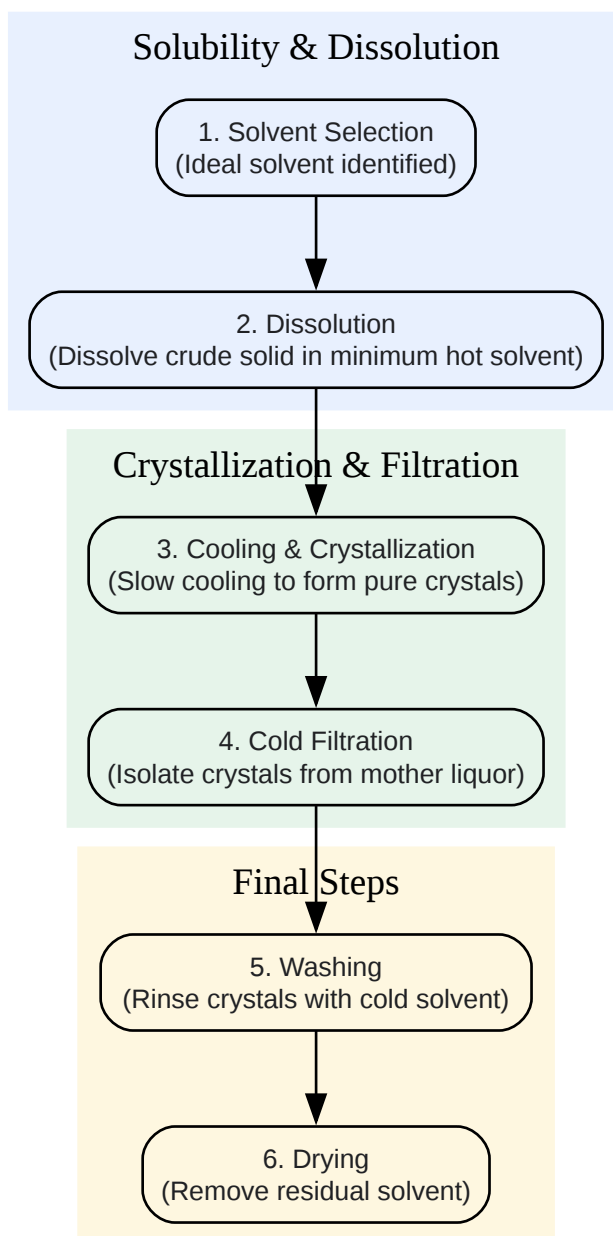 Solubility & Dissolution
1. Solvent Selection
(Ideal solvent identified)
2. Dissolution
(Dissolve crude solid in minimum hot solvent)
Crystallization & Filtration
3. Cooling & Crystallization
(Slow cooling to form pure crystals)
4. Cold Filtration
(Isolate crystals from mother liquor)
Final Steps
5. Washing
(Rinse crystals with cold solvent)
6. Drying
(Remove residual solvent)